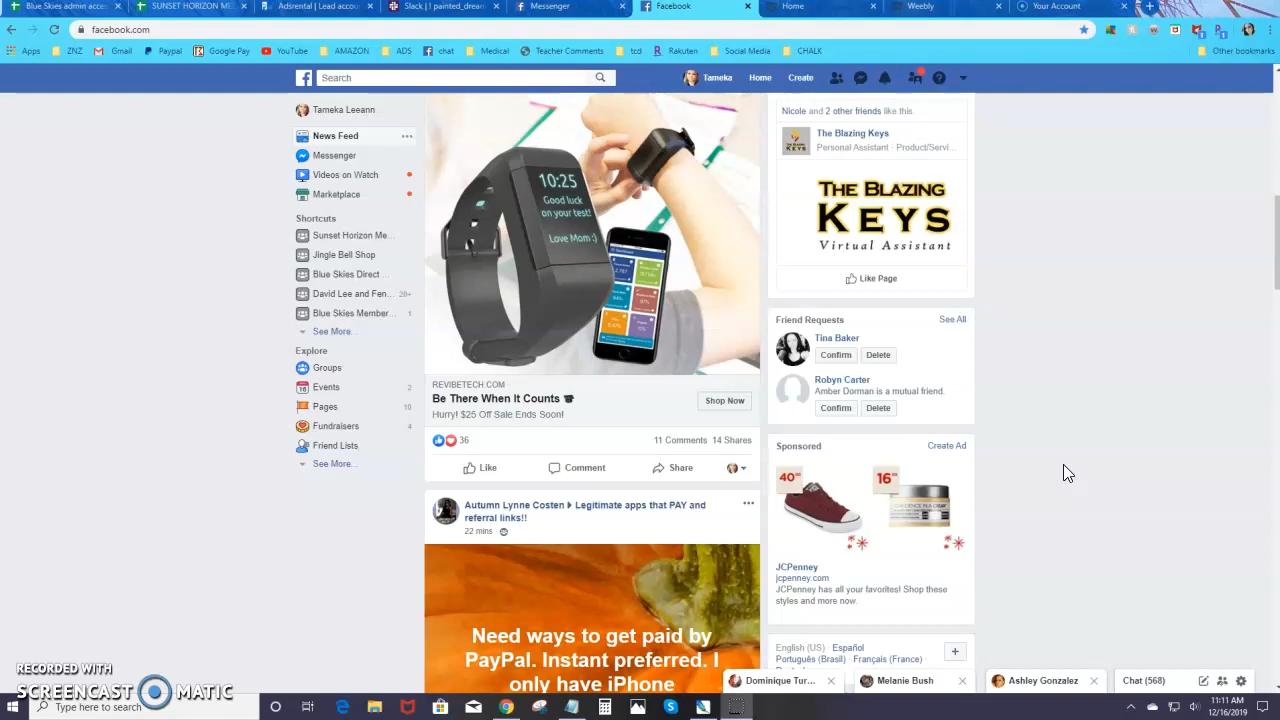 Blue Skies admin acces
SUNSET HORIZON ME
Adsrental | Lead accou
Slack | 1 painted_dream
Messenger
Facebook
Home
Weekly
Your Account
facebook.com
Apps
ZNZ
Gmail
Paypal
Google Pay
YouTube
AMAZON
ADS
chat
Medical
Teacher Comments
tcd
Rakuten
Social Media
CHALK
Other bookmarks
Search
Tameka
Home
Create
Tameka Leeann
News Feed
Messenger
Videos on Watch
Marketplace
Shortcuts
Sunset Horizon Me...
Jingle Bell Shop
Blue Skies Direct ...
David Lee and Fen... 20+
Blue Skies Member... 1
See More...
Explore
Groups
Events 2
Pages 10
Fundraisers 4
Friend Lists
See More...
10:25
Good luck
on your test!
Love Mom :)
REVIBETECH.COM
Be There When It Counts
Hurry! $25 Off Sale Ends Soon!
Shop Now
36
11 Comments 14 Shares
Like
Comment
Share
Autumn Lynne Costen ▸ Legitimate apps that PAY and
referral links!!
22 mins
Need ways to get paid by
PayPal. Instant preferred. I
only have iPhone
Nicole and 2 other friends like this.
The Blazing Keys
Personal Assistant · Product/Servi...
THE BLAZING
KEYS
Virtual Assistant
Like Page
Friend Requests
See All
Tina Baker
Confirm
Delete
Robyn Carter
Amber Dorman is a mutual friend.
Confirm
Delete
Sponsored
Create Ad
40
16
JCPenney
jcpenney.com
JCPenney has all your favorites! Shop these
styles and more now.
English (US) · Español ·
Português (Brasil) · Français (France) ·
Dominique Tur...
Melanie Bush
Ashley Gonzalez
Chat (568)
RECORDED WITH
SCREENCAST MATIC
Type here to search
11:11 AM
12/16/2019